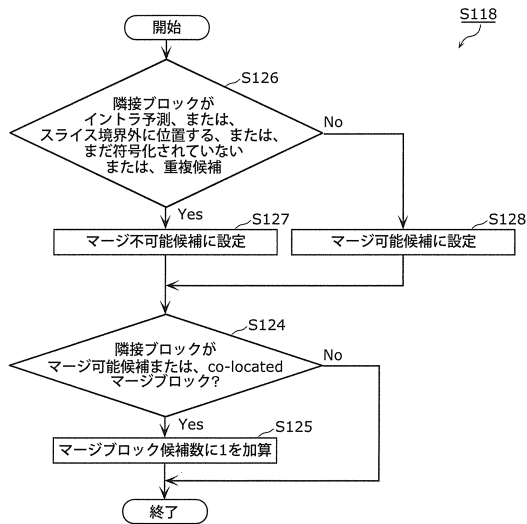 S118
開始
S126
隣接ブロックが
イントラ予測、または、
スライス境界外に位置する、または、
まだ符号化されていない
または、重複候補
No
Yes
S127
S128
マージ不可能候補に設定
マージ可能候補に設定
S124
隣接ブロックが
マージ可能候補または、co-located
マージブロック?
No
Yes
S125
マージブロック候補数に1を加算
終了